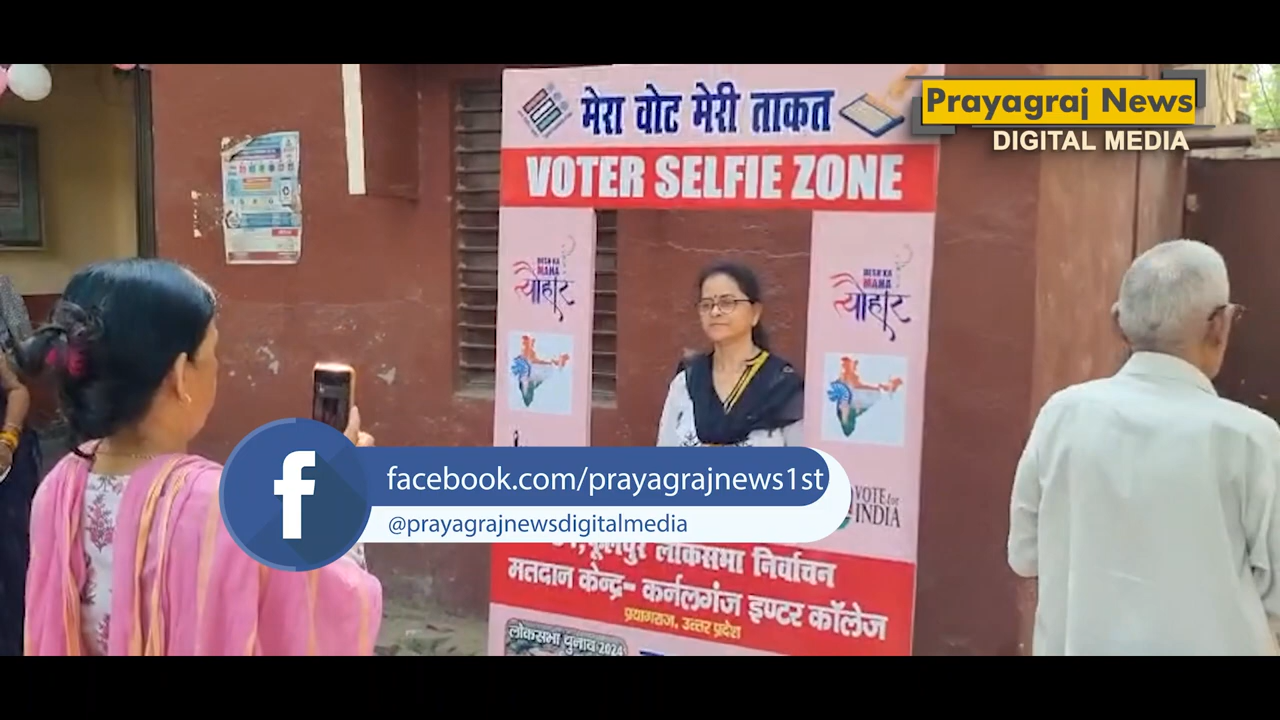 Prayagraj News
DIGITAL MEDIA
मेरा वोट मेरी ताकत
VOTER SELFIE ZONE
DESH KA
MAHA
त्यौहार
DESH KA
MAHA
त्यौहार
facebook.com/prayagrajnews1st
@prayagrajnewsdigitalmedia
VOTE for
INDIA
फूलपुर लोकसभा निर्वाचन
मतदान केन्द्र- कर्नलगंज इण्टर कॉलेज
प्रयागराज, उत्तर प्रदेश
लोकसभा चुनाव 2024